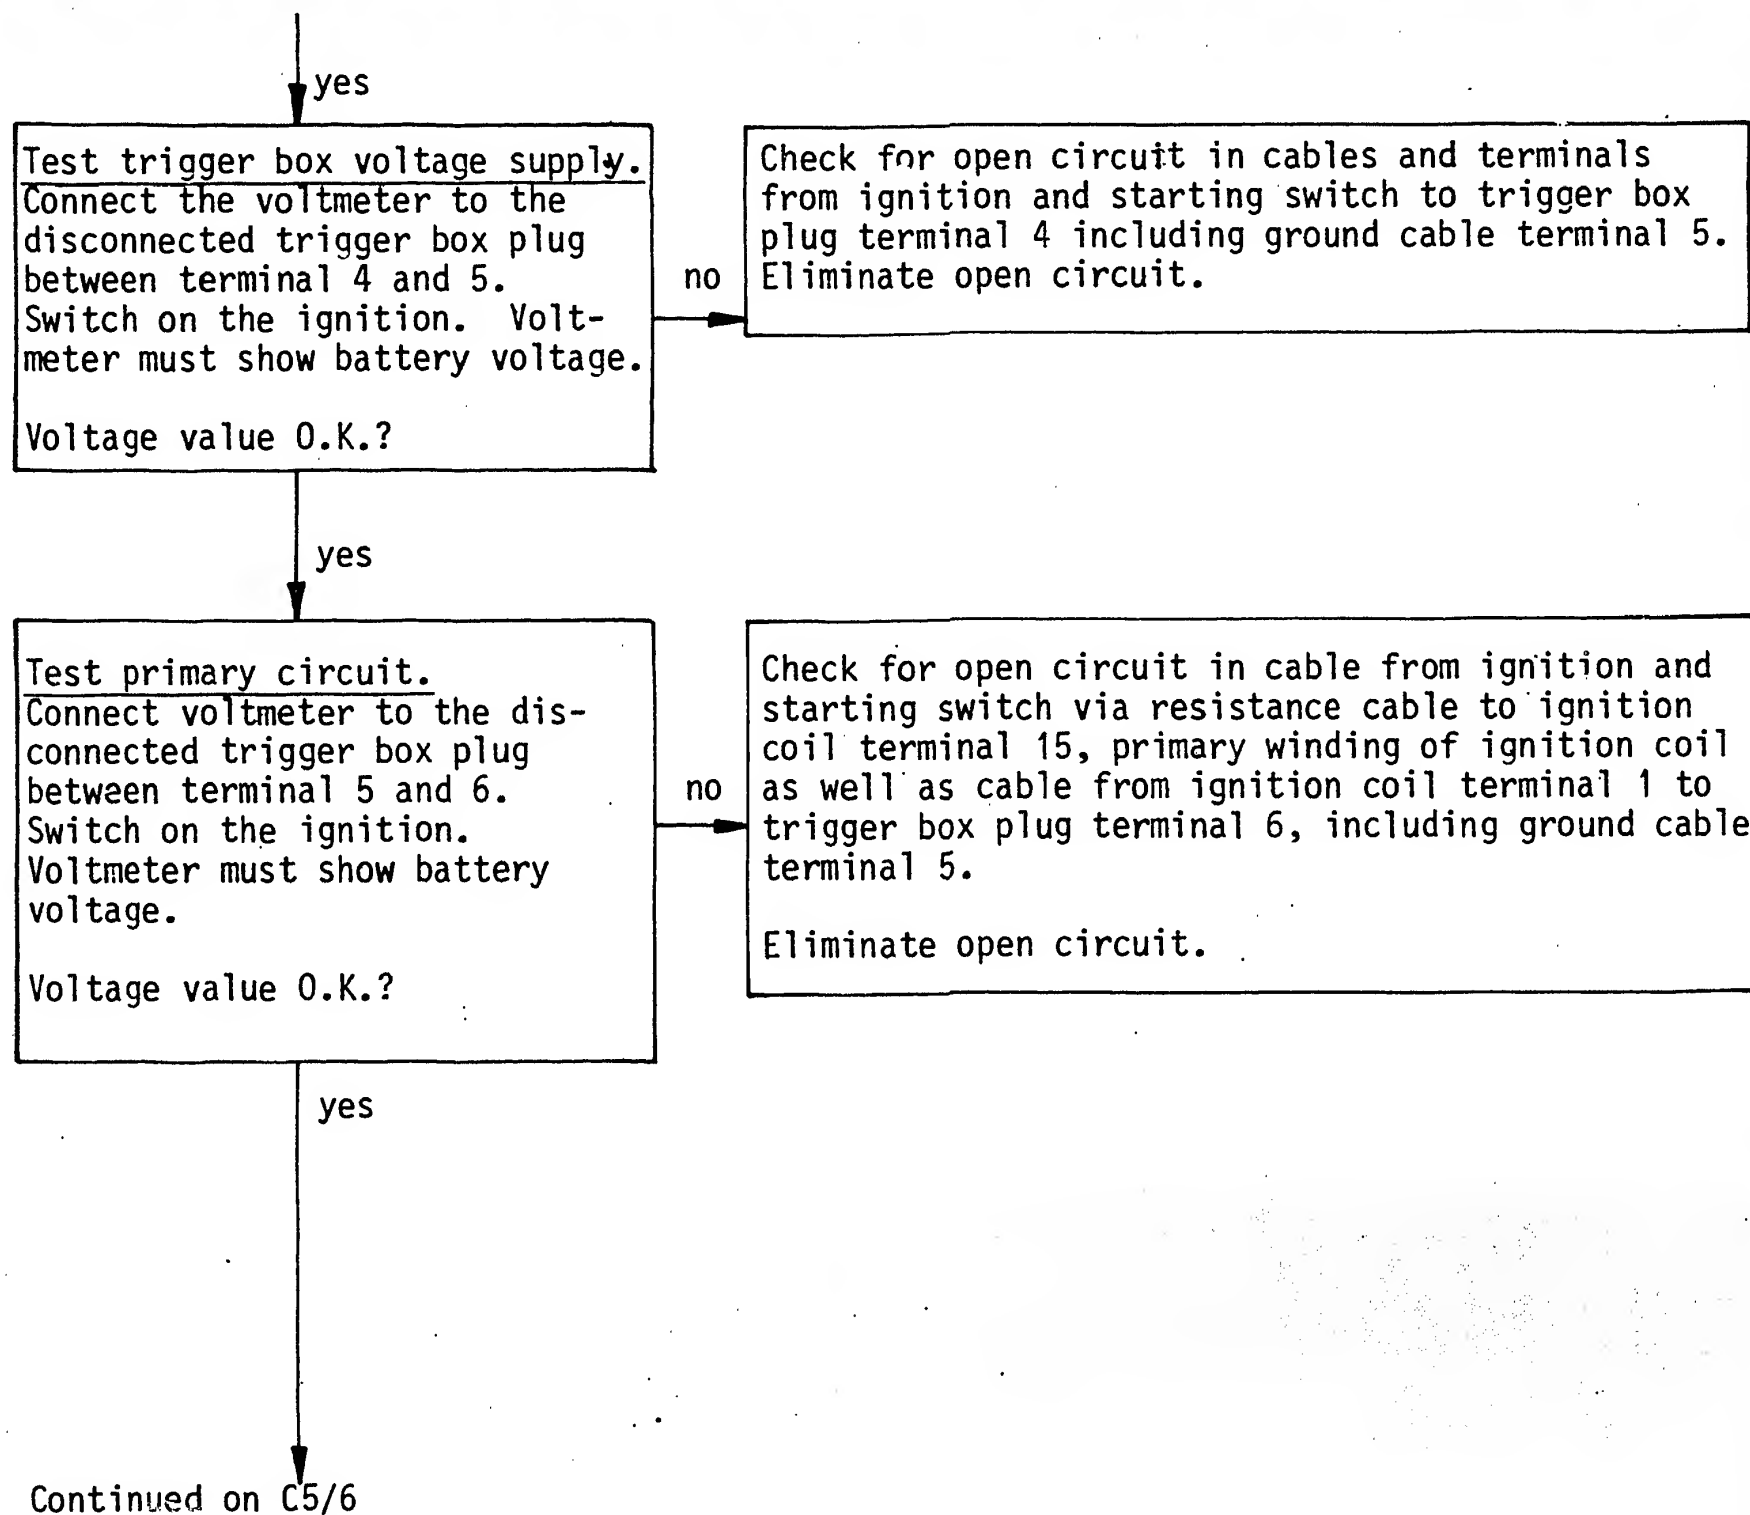 yes
Test trigger box voltage supply.
Connect the voltmeter to the
disconnected trigger box plug
between terminal 4 and 5.
Switch on the ignition. Volt-
meter must show battery voltage.
Voltage value O.K.?
no
Check for open circuit in cables and terminals
from ignition and starting switch to trigger box
plug terminal 4 including ground cable terminal 5.
Eliminate open circuit.
yes
Test primary circuit.
Connect voltmeter to the dis-
connected trigger box plug
between terminal 5 and 6.
Switch on the ignition.
Voltmeter must show battery
voltage.
Voltage value O.K.?
no
Check for open circuit in cable from ignition and
starting switch via resistance cable to ignition
coil terminal 15, primary winding of ignition coil
as well as cable from ignition coil terminal 1 to
trigger box plug terminal 6, including ground cable
terminal 5.
Eliminate open circuit.
yes
Continued on C5/6